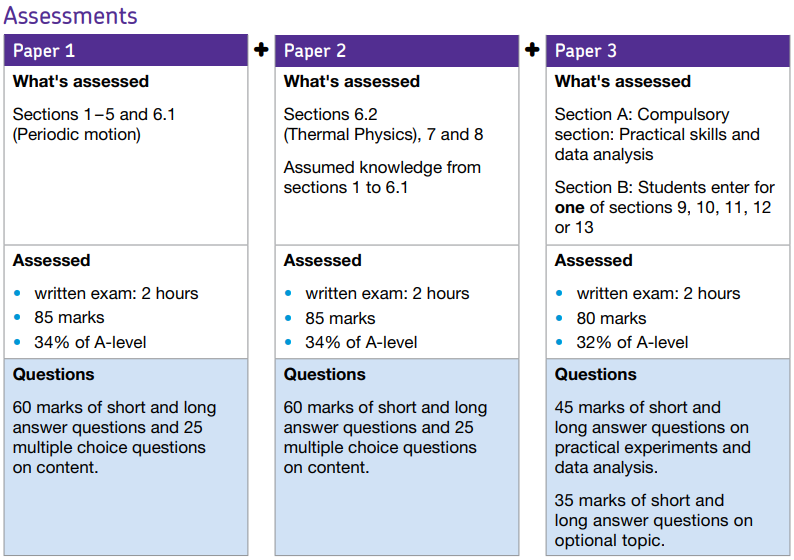 Assessments
Paper 1
What's assessed
Sections 1–5 and 6.1
(Periodic motion)
Assessed
• written exam: 2 hours
• 85 marks
• 34% of A-level
Questions
60 marks of short and long
answer questions and 25
multiple choice questions
on content.
+
Paper 2
What's assessed
Sections 6.2
(Thermal Physics), 7 and 8
Assumed knowledge from
sections 1 to 6.1
Assessed
• written exam: 2 hours
• 85 marks
• 34% of A-level
Questions
60 marks of short and long
answer questions and 25
multiple choice questions
on content.
+
Paper 3
What's assessed
Section A: Compulsory
section: Practical skills and
data analysis
Section B: Students enter for
one of sections 9, 10, 11, 12
or 13
Assessed
• written exam: 2 hours
• 80 marks
• 32% of A-level
Questions
45 marks of short and
long answer questions on
practical experiments and
data analysis.
35 marks of short and
long answer questions on
optional topic.